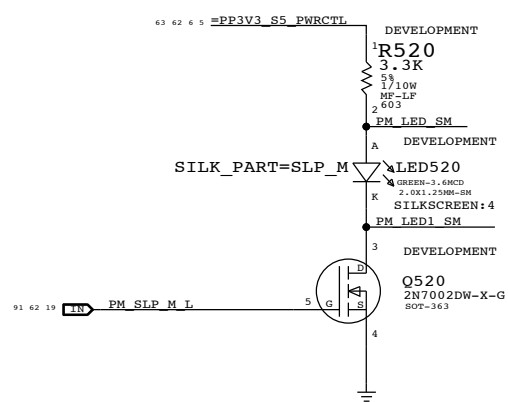 63 62 6 5 =PP3V3_S5_PWRCTL
DEVELOPMENT
1
R520
3.3K
5%
1/10W
MF-LF
603
2
PM_LED_SM
DEVELOPMENT
A
SILK_PART=SLP_M
LED520
GREEN-3.6MCD
2.0X1.25MM-SM
K
SILKSCREEN:4
PM_LED1_SM
3
DEVELOPMENT
D
Q520
2N7002DW-X-G
SOT-363
91 62 19 IN PM_SLP_M_L 5 G S
4